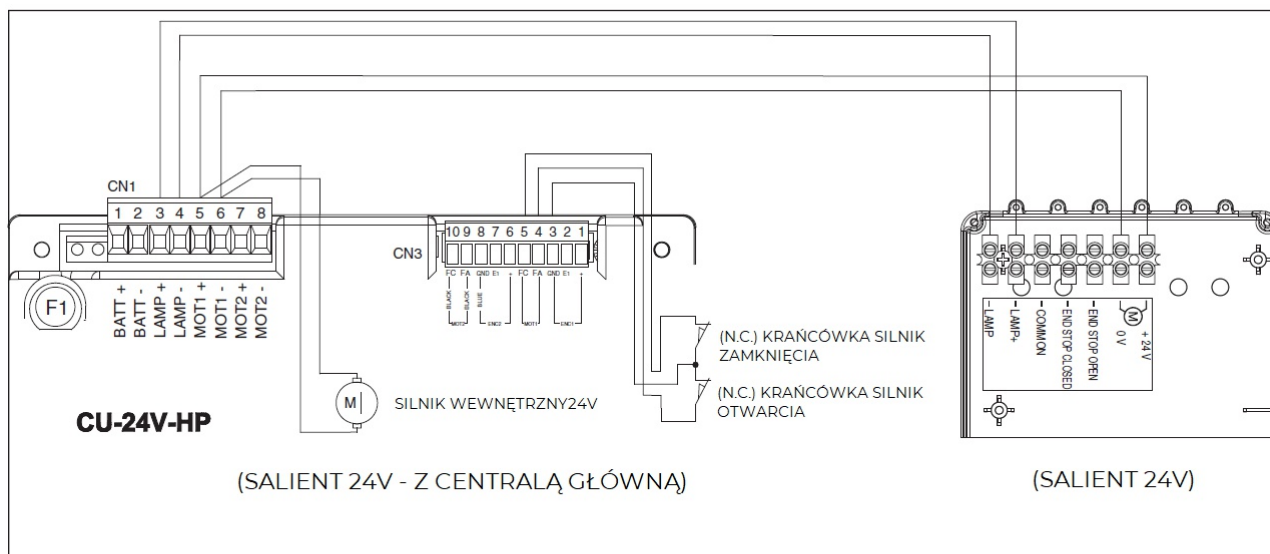 CN1
1 2 3 4 5 6 7 8
F1
BATT +
BATT -
LAMP +
LAMP -
MOT1 +
MOT1 -
MOT2 +
MOT2 -
CU-24V-HP
CN3
10 9 8 7 6 5 4 3 2 1
FC FA GND E1 + FC FA GND E1 +
BLACK BLACK BLUE
MOT2 ENC2 MOT1 ENC1
M
SILNIK WEWNĘTRZNY24V
(N.C.) KRAŃCÓWKA SILNIK
ZAMKNIĘCIA
(N.C.) KRAŃCÓWKA SILNIK
OTWARCIA
(SALIENT 24V - Z CENTRALĄ GŁÓWNĄ)
– LAMP
– LAMP+
– COMMON
– END STOP CLOSED
– END STOP OPEN
0 V
M
+ 24 V
(SALIENT 24V)